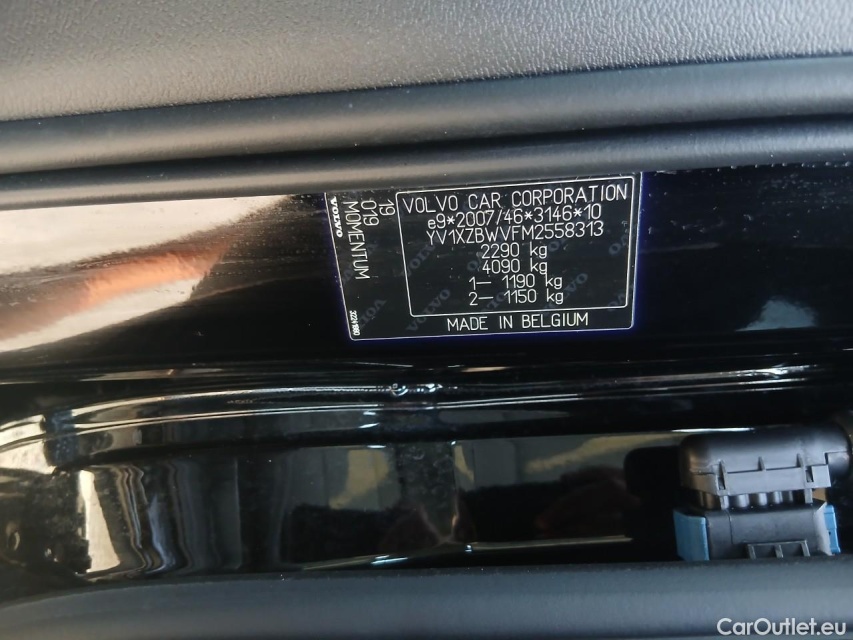 VOLVO CAR CORPORATION
e9*2007/46*3146*10
YV1XZBWVFM2558313
2290 kg
4090 kg
1— 1190 kg
2— 1150 kg
MADE IN BELGIUM
19
019
MOMENTUM
VOLVO
CarOutlet.eu